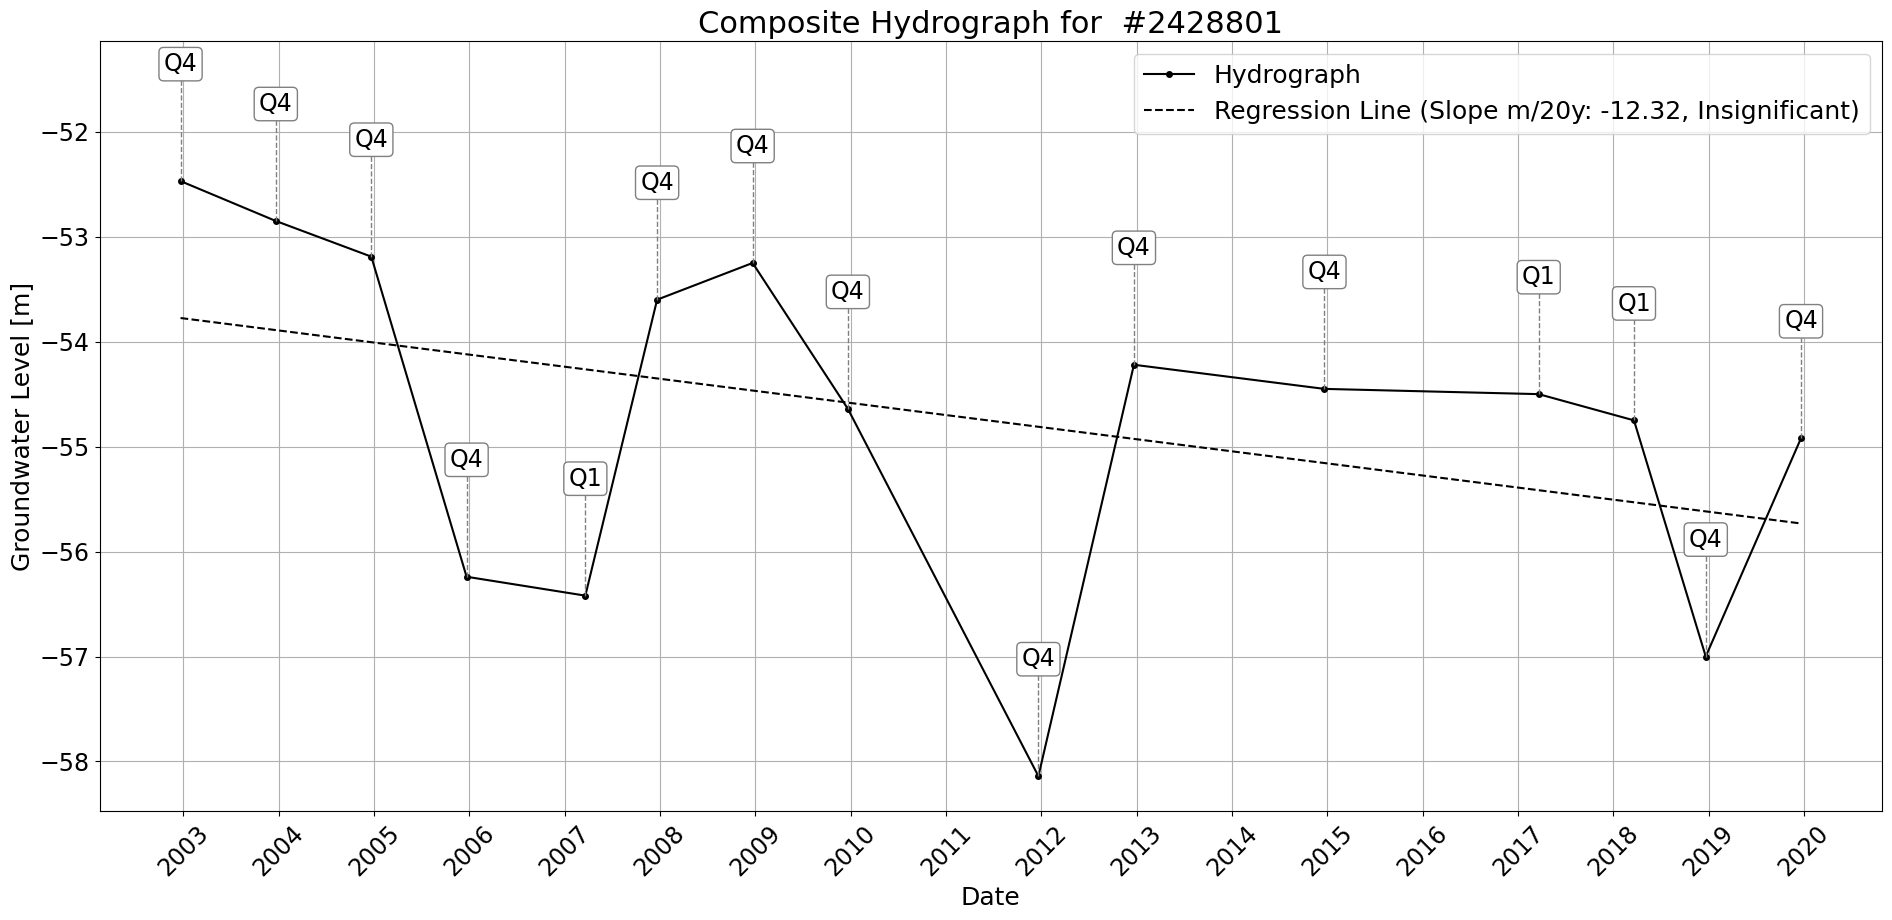 Composite Hydrograph for  #2428801
Hydrograph
Regression Line (Slope m/20y: -12.32, Insignificant)
Q4
Q4
Q4
Q4
Q1
Q4
Q4
Q4
Q4
Q4
Q4
Q1
Q1
Q4
Q4
Groundwater Level [m]
−52
−53
−54
−55
−56
−57
−58
2003
2004
2005
2006
2007
2008
2009
2010
2011
2012
2013
2014
2015
2016
2017
2018
2019
2020
Date